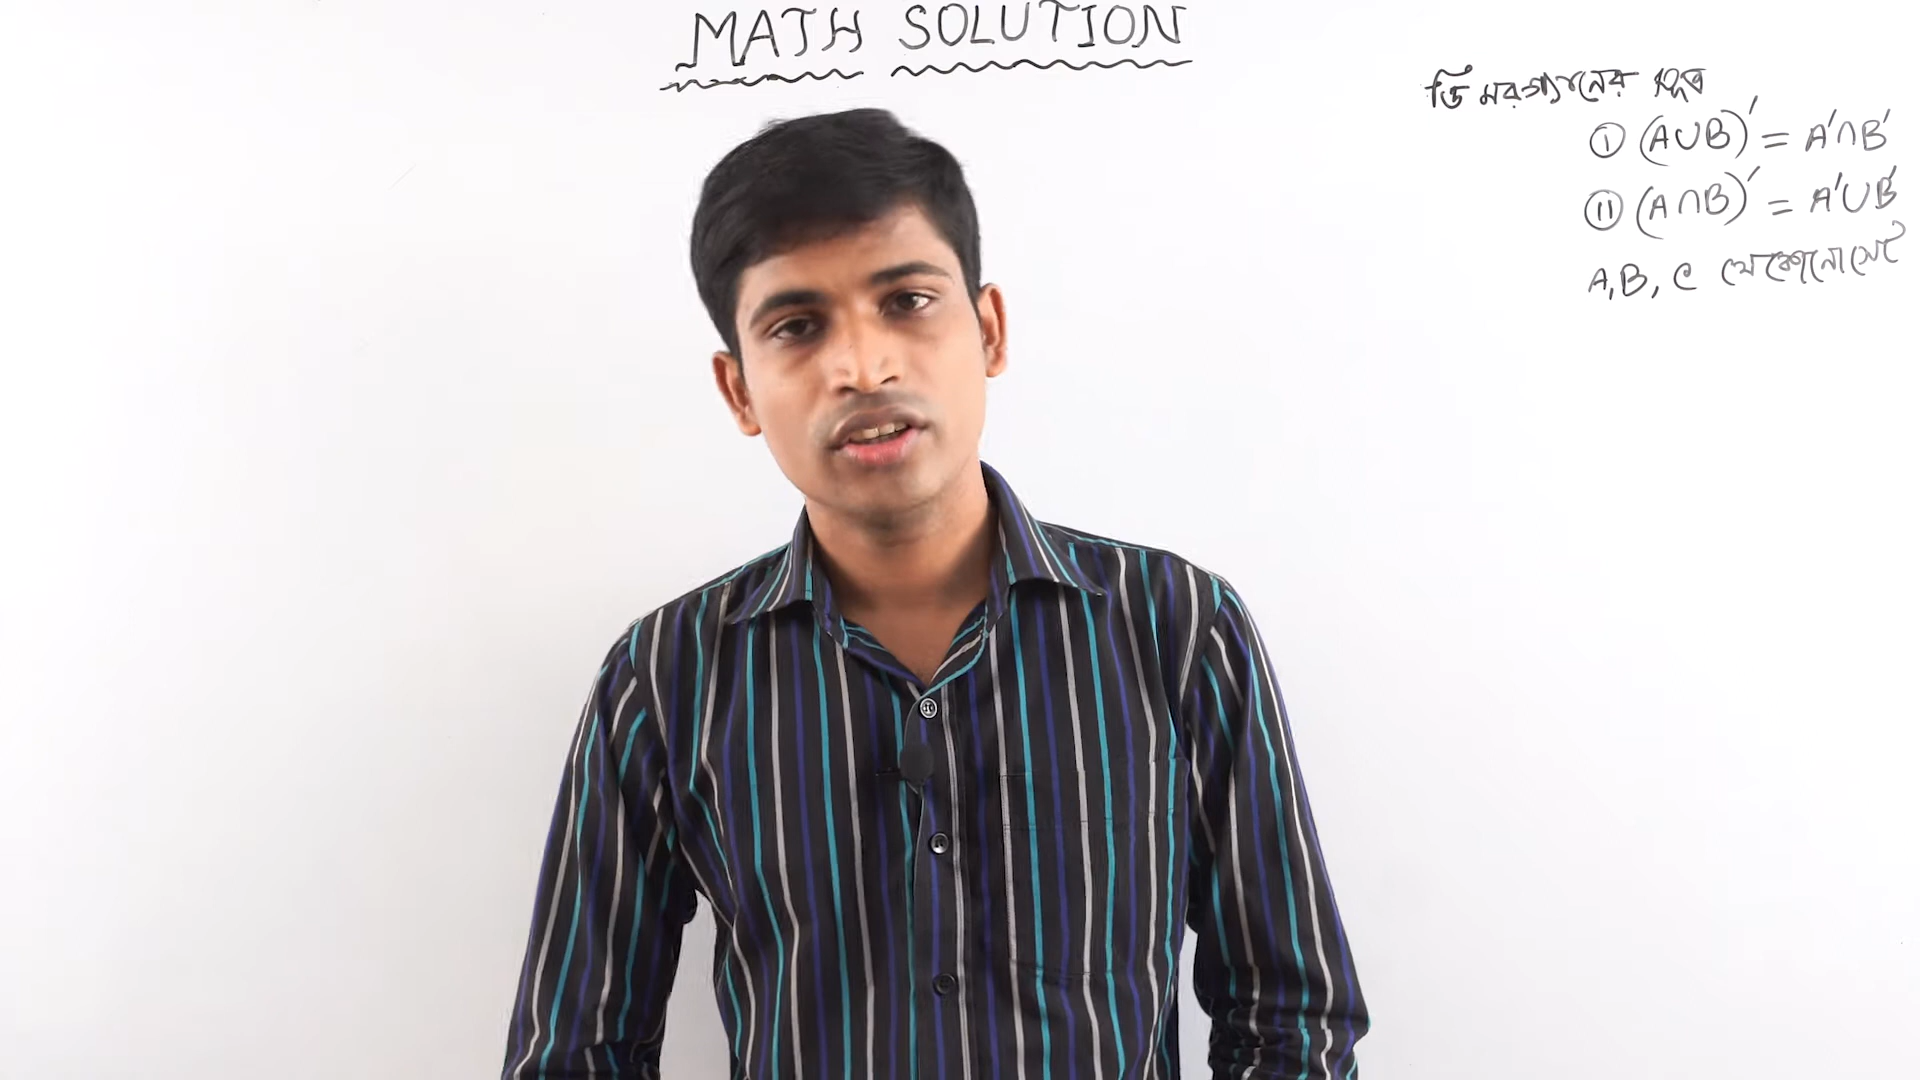 MATH SOLUTION
ডি মরগ্যানের সূত্র
(i) (A∪B)′ = A′∩B′
(ii) (A∩B)′ = A′∪B′
A, B, C যেকোনো সেট